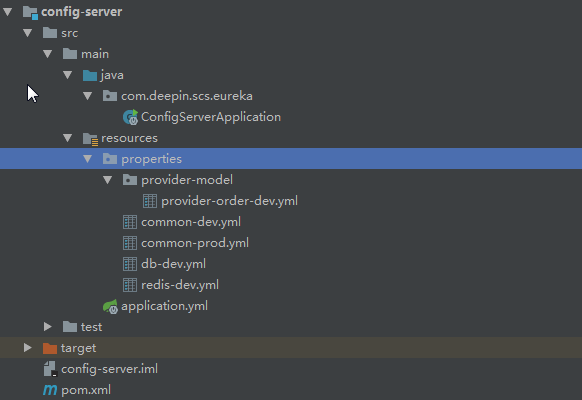 config-server
src
main
java
com.deepin.scs.eureka
ConfigServerApplication
resources
properties
provider-model
provider-order-dev.yml
common-dev.yml
common-prod.yml
db-dev.yml
redis-dev.yml
application.yml
test
target
config-server.iml
pom.xml